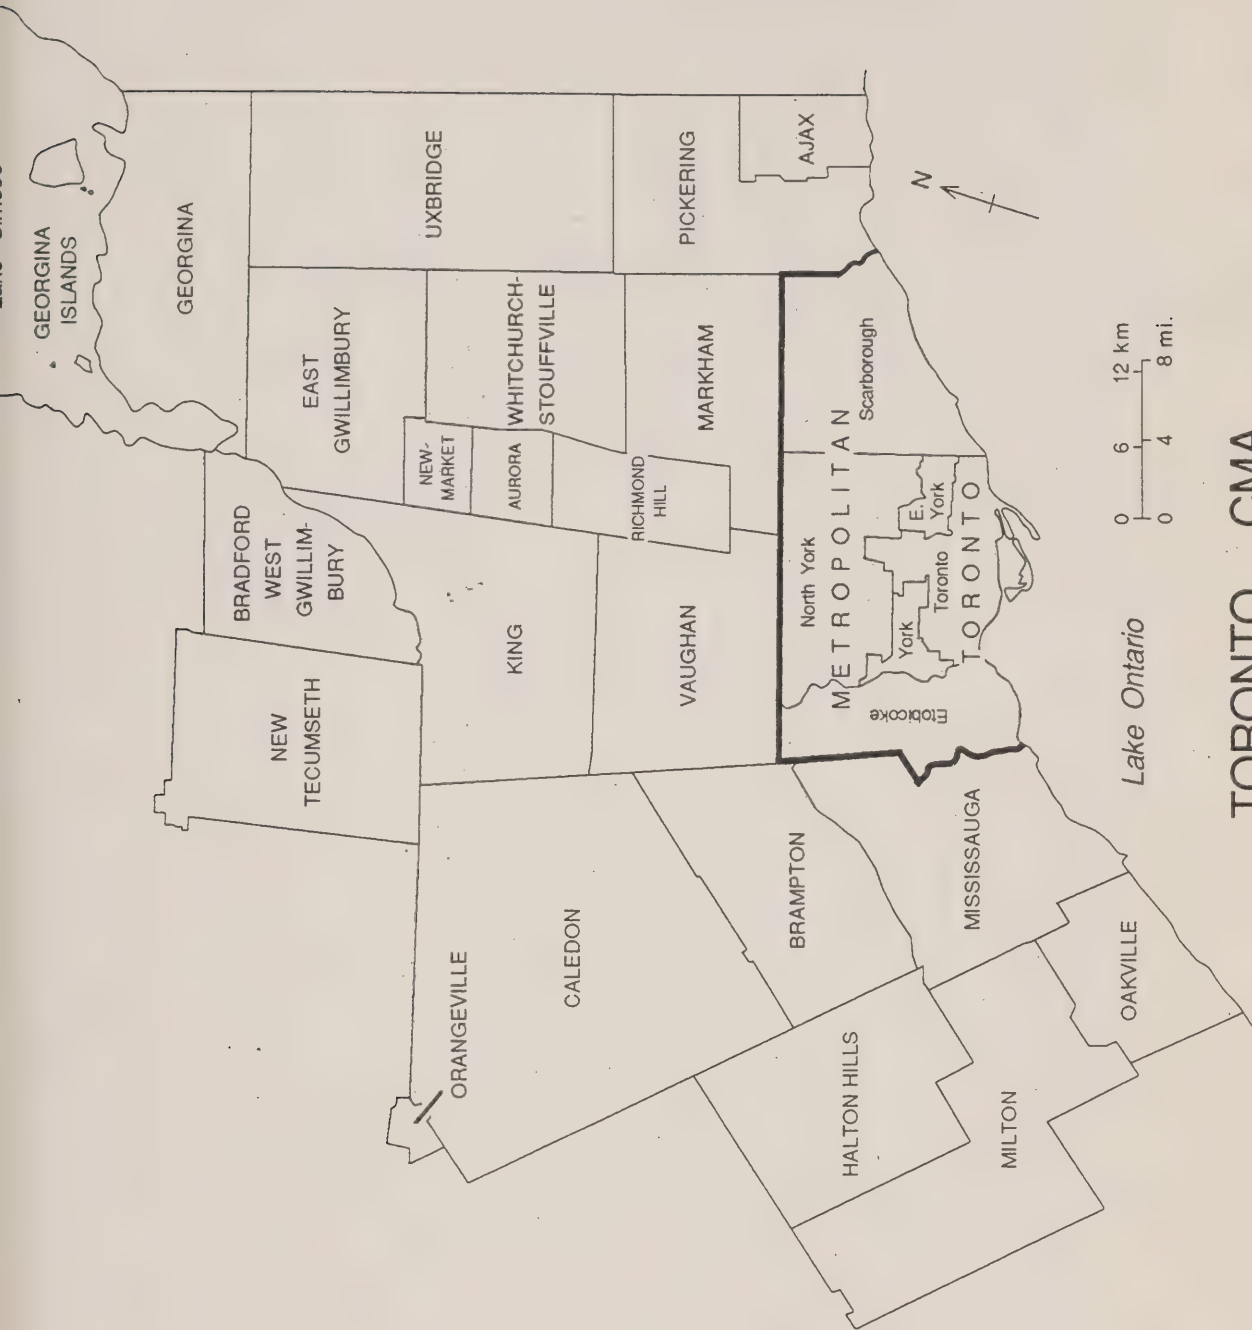 GEORGINA
ISLANDS
GEORGINA
UXBRIDGE
PICKERING
AJAX
N
EAST
GWILLIMBURY
WHITCHURCH-
STOUFFVILLE
MARKHAM
NEW-
MARKET
AURORA
RICHMOND
HILL
BRADFORD
WEST
GWILLIM-
BURY
NEW
TECUMSETH
KING
VAUGHAN
METROPOLITAN
TORONTO
Scarborough
North York
E.
York
York
Toronto
Etobicoke
ORANGEVILLE
CALEDON
BRAMPTON
MISSISSAUGA
HALTON HILLS
MILTON
OAKVILLE
Lake Ontario
0 6 12 km
0 4 8 mi.
TORONTO CMA